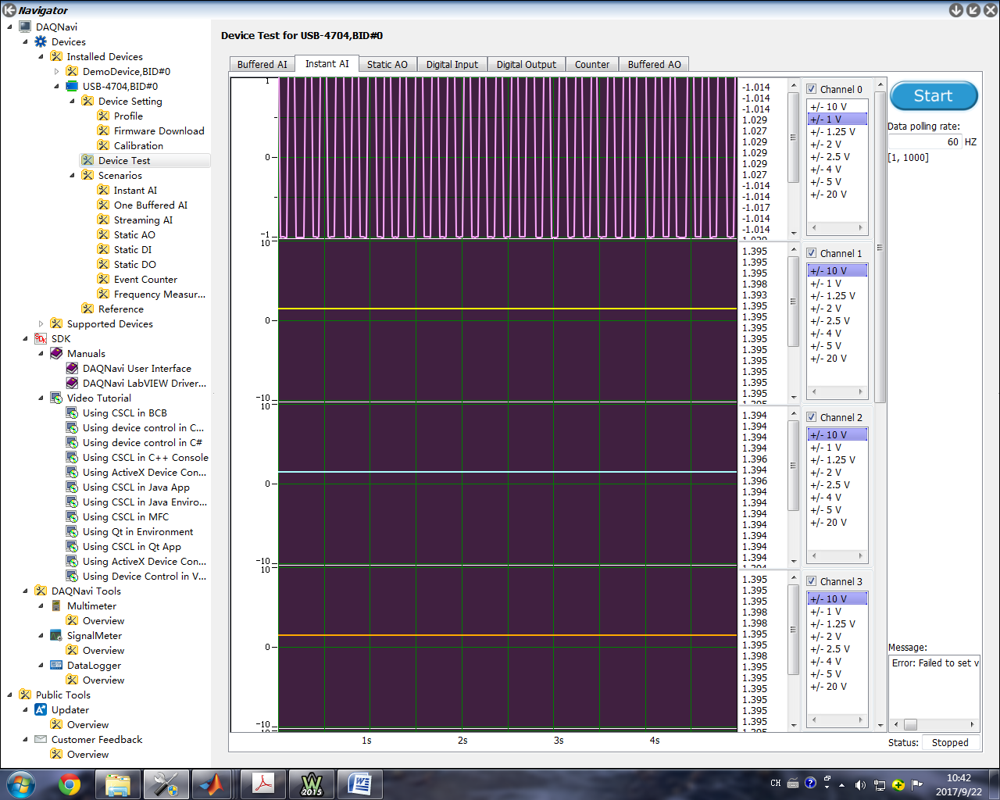 Navigator
DAQNavi
Devices
Installed Devices
DemoDevice,BID#0
USB-4704,BID#0
Device Setting
Profile
Firmware Download
Calibration
Device Test
Scenarios
Instant AI
One Buffered AI
Streaming AI
Static AO
Static DI
Static DO
Event Counter
Frequency Measur...
Reference
Supported Devices
SDK
Manuals
DAQNavi User Interface
DAQNavi LabVIEW Driver...
Video Tutorial
Using CSCL in BCB
Using device control in C...
Using device control in C#
Using CSCL in C++ Console
Using ActiveX Device Con...
Using CSCL in Java App
Using CSCL in Java Enviro...
Using CSCL in MFC
Using Qt in Environment
Using CSCL in Qt App
Using ActiveX Device Con...
Using Device Control in V...
DAQNavi Tools
Multimeter
Overview
SignalMeter
Overview
DataLogger
Overview
Public Tools
Updater
Overview
Customer Feedback
Overview
Device Test for USB-4704,BID#0
Buffered AI Instant AI Static AO Digital Input Digital Output Counter Buffered AO
1
0
-1
10
0
-10
10
0
-10
10
0
-10
1s 2s 3s 4s
-1.014
-1.014
-1.014
1.029
1.027
1.029
1.029
1.029
1.027
-1.014
-1.014
-1.017
-1.014
-1.014
1.395
1.395
1.395
1.398
1.393
1.395
1.395
1.395
1.395
1.395
1.395
1.395
1.395
1.395
1.395
1.394
1.394
1.394
1.394
1.396
1.394
1.396
1.394
1.394
1.394
1.394
1.394
1.394
1.394
1.394
1.395
1.395
1.395
1.398
1.398
1.395
1.395
1.398
1.395
1.395
1.395
1.395
1.395
1.395
1.395
Channel 0
+/- 10 V
+/- 1 V
+/- 1.25 V
+/- 2 V
+/- 2.5 V
+/- 4 V
+/- 5 V
+/- 20 V
Channel 1
+/- 10 V
+/- 1 V
+/- 1.25 V
+/- 2 V
+/- 2.5 V
+/- 4 V
+/- 5 V
+/- 20 V
Channel 2
+/- 10 V
+/- 1 V
+/- 1.25 V
+/- 2 V
+/- 2.5 V
+/- 4 V
+/- 5 V
+/- 20 V
Channel 3
+/- 10 V
+/- 1 V
+/- 1.25 V
+/- 2 V
+/- 2.5 V
+/- 4 V
+/- 5 V
+/- 20 V
Start
Data polling rate:
60 HZ
[1, 1000]
Message:
Error: Failed to set v
Status: Stopped
SDK
2015
CH
10:42
2017/9/22